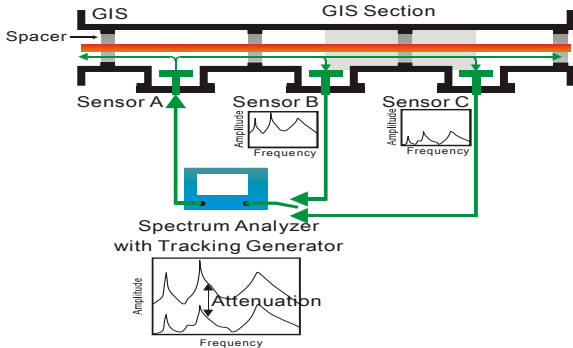 GIS
GIS Section
Spacer
Sensor A
Sensor B
Sensor C
Amplitude
Frequency
Amplitude
Frequency
Spectrum Analyzer
with Tracking Generator
Amplitude
Attenuation
Frequency